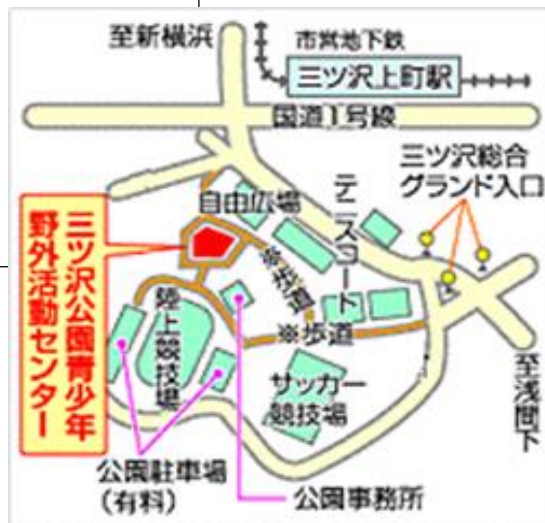 至新横浜
市営地下鉄
三ツ沢上町駅
国道1号線
三ツ沢総合
グランド入口
自由広場
テニスコート
三ツ沢公園青少年
野外活動センター
※歩道
※歩道
陸上競技場
サッカー
競技場
至浅間下
公園駐車場
(有料)
公園事務所